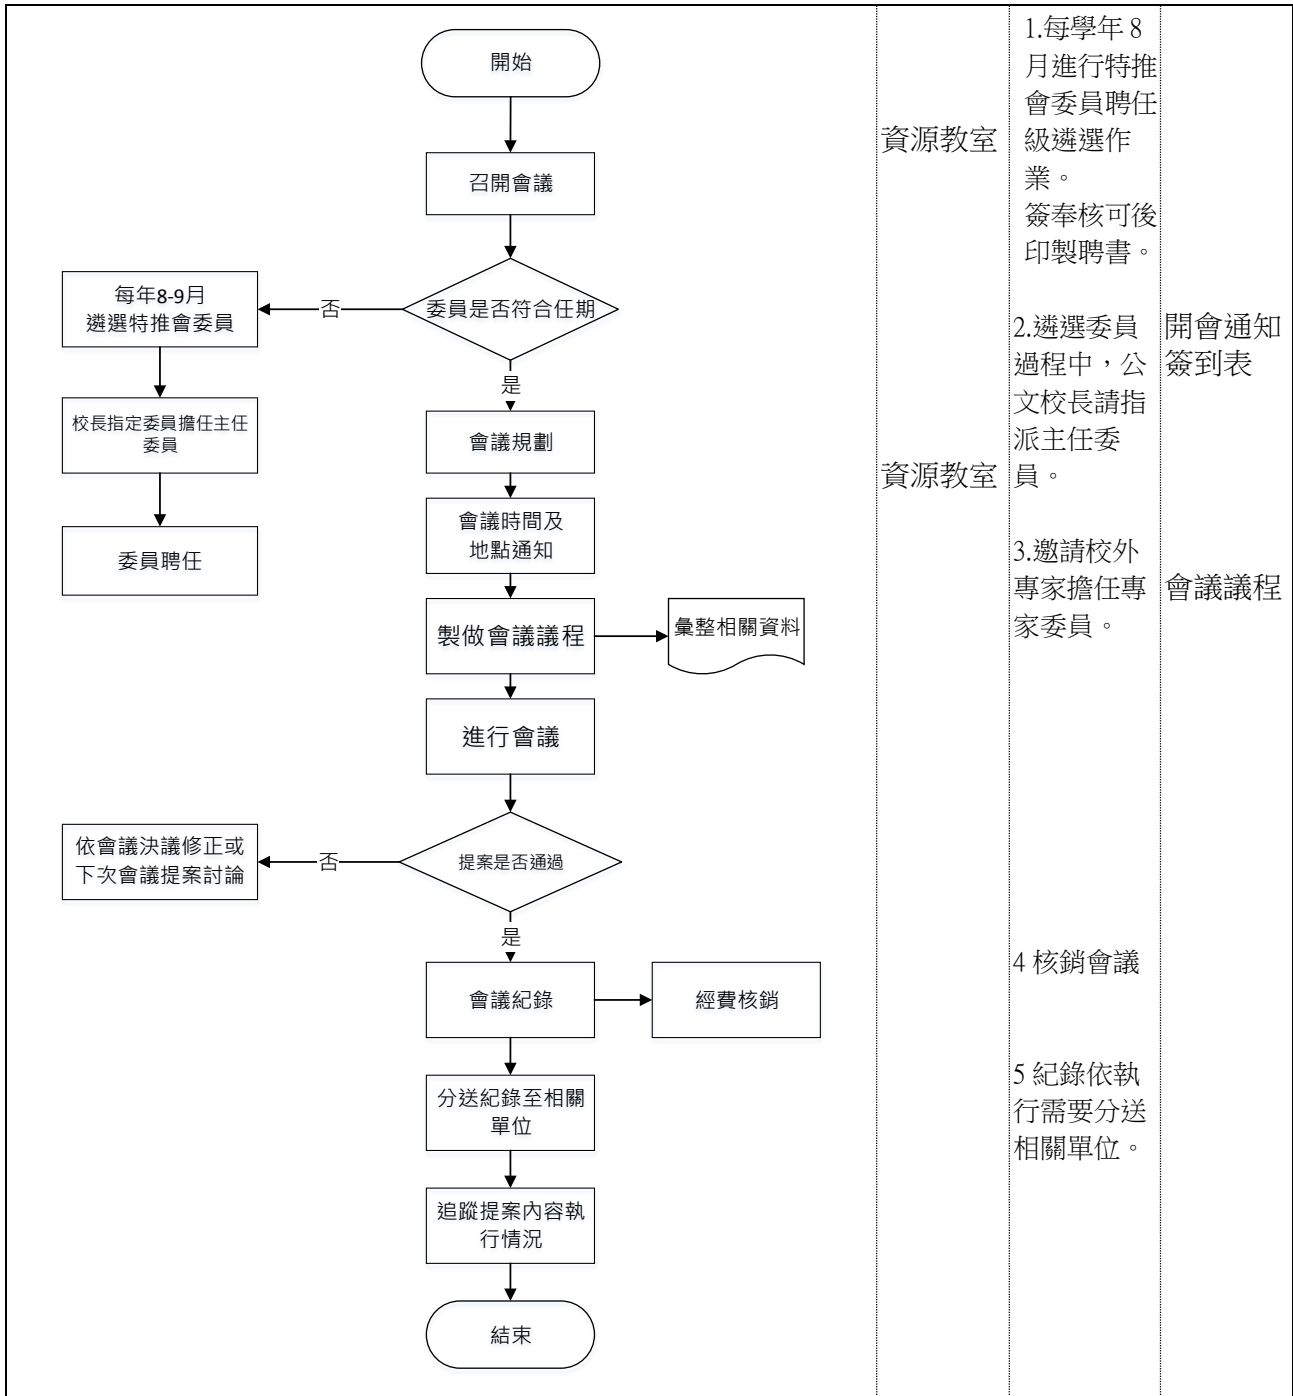 開始
召開會議
委員是否符合任期
否
每年8-9月
遴選特推會委員
校長指定委員擔任主任
委員
委員聘任
是
會議規劃
會議時間及
地點通知
製做會議議程
彙整相關資料
進行會議
提案是否通過
否
依會議決議修正或
下次會議提案討論
是
會議紀錄
經費核銷
分送紀錄至相關
單位
追蹤提案內容執
行情況
結束
資源教室
資源教室
1.每學年 8
月進行特推
會委員聘任
級遴選作
業。
簽奉核可後
印製聘書。
2.遴選委員
過程中，公
文校長請指
派主任委
員。
3.邀請校外
專家擔任專
家委員。
4 核銷會議
5 紀錄依執
行需要分送
相關單位。
開會通知
簽到表
會議議程